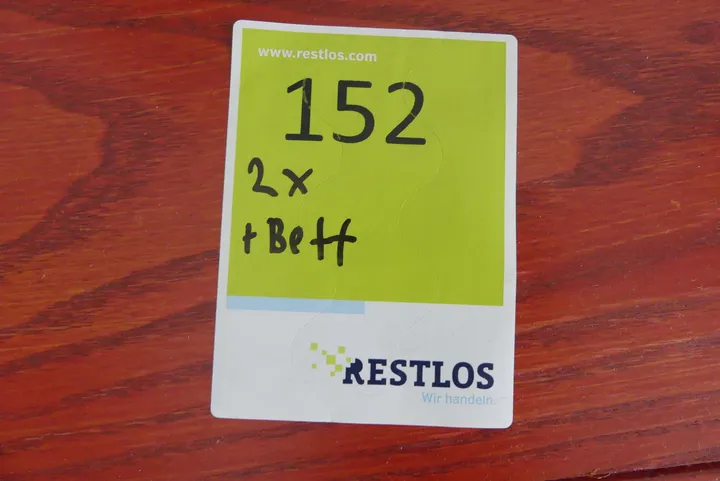 www.restlos.com
152
2x
+Bett
RESTLOS
Wir handeln